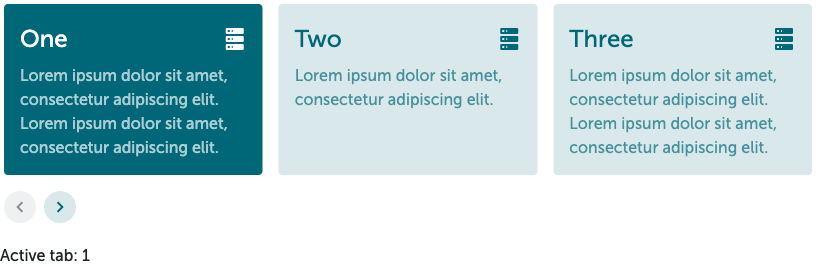 One
Lorem ipsum dolor sit amet,
consectetur adipiscing elit.
Lorem ipsum dolor sit amet,
consectetur adipiscing elit.
Two
Lorem ipsum dolor sit amet,
consectetur adipiscing elit.
Three
Lorem ipsum dolor sit amet,
consectetur adipiscing elit.
Lorem ipsum dolor sit amet,
consectetur adipiscing elit.
Active tab: 1